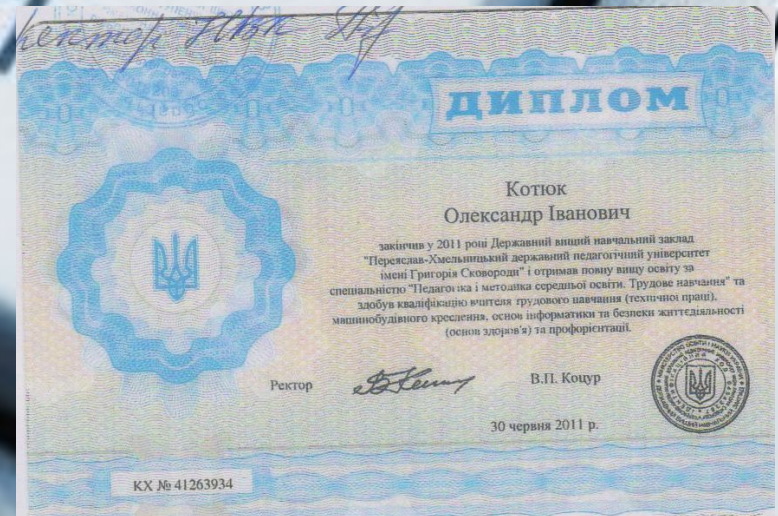 ДИПЛОМ
Котюк
Олександр Іванович
закінчив у 2011 році Державний вищий навчальний заклад
"Переяслав-Хмельницький державний педагогічний університет
імені Григорія Сковороди" і отримав повну вищу освіту за
спеціальністю "Педагогіка і методика середньої освіти. Трудове навчання" та
здобув кваліфікацію вчителя трудового навчання (технічної праці),
машинобудівного креслення, основ інформатики та безпеки життєдіяльності
(основ здоров'я) та профорієнтації.
Ректор В.П. Коцур
30 червня 2011 р.
КХ № 41263934